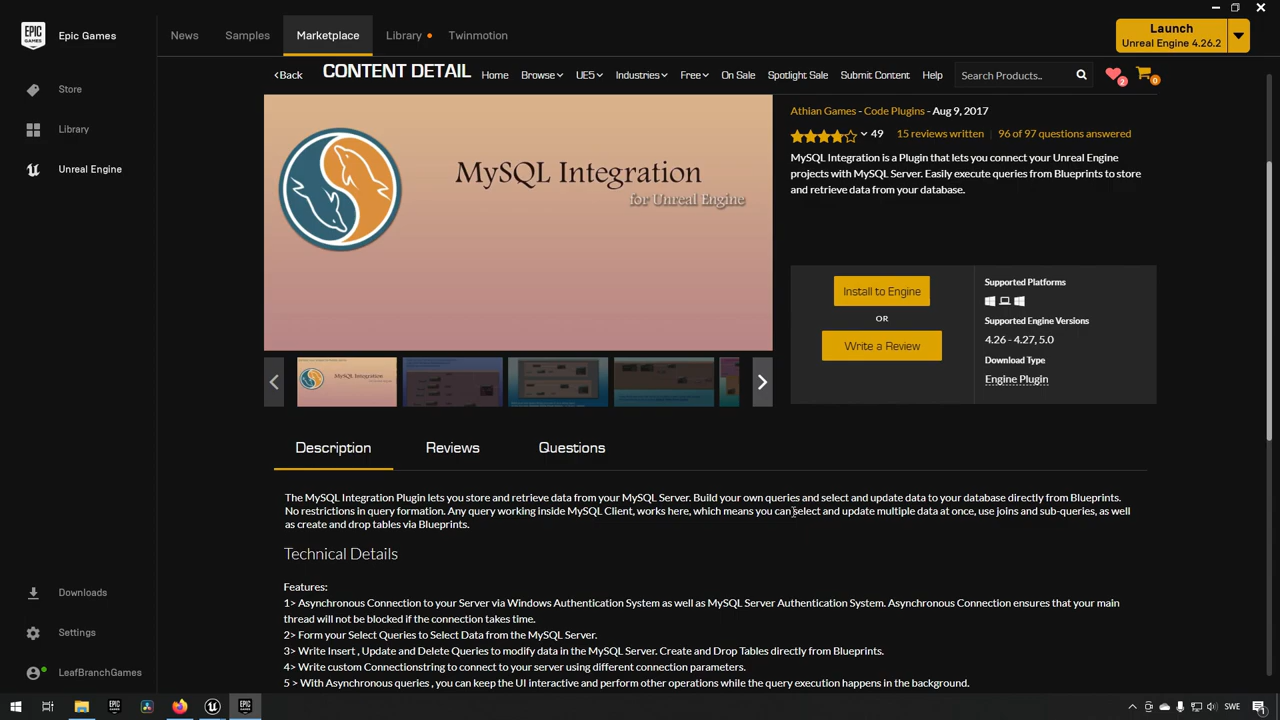 EPIC GAMES
Epic Games
News
Samples
Marketplace
Library
Twinmotion
Launch
Unreal Engine 4.26.2
Store
Library
Unreal Engine
Downloads
Settings
LeafBranchGames
Back
CONTENT DETAIL
Home
Browse
UE5
Industries
Free
On Sale
Spotlight Sale
Submit Content
Help
Search Products..
2
0
MySQL Integration
for Unreal Engine
Athian Games - Code Plugins - Aug 9, 2017
49
15 reviews written
96 of 97 questions answered
MySQL Integration is a Plugin that lets you connect your Unreal Engine
projects with MySQL Server. Easily execute queries from Blueprints to store
and retrieve data from your database.
Install to Engine
OR
Write a Review
Supported Platforms
Supported Engine Versions
4.26 - 4.27, 5.0
Download Type
Engine Plugin
Description
Reviews
Questions
The MySQL Integration Plugin lets you store and retrieve data from your MySQL Server. Build your own queries and select and update data to your database directly from Blueprints.
No restrictions in query formation. Any query working inside MySQL Client, works here, which means you can select and update multiple data at once, use joins and sub-queries, as well
as create and drop tables via Blueprints.
Technical Details
Features:
1> Asynchronous Connection to your Server via Windows Authentication System as well as MySQL Server Authentication System. Asynchronous Connection ensures that your main
thread will not be blocked if the connection takes time.
2> Form your Select Queries to Select Data from the MySQL Server.
3> Write Insert , Update and Delete Queries to modify data in the MySQL Server. Create and Drop Tables directly from Blueprints.
4> Write custom Connectionstring to connect to your server using different connection parameters.
5 > With Asynchronous queries , you can keep the UI interactive and perform other operations while the query execution happens in the background.
SWE